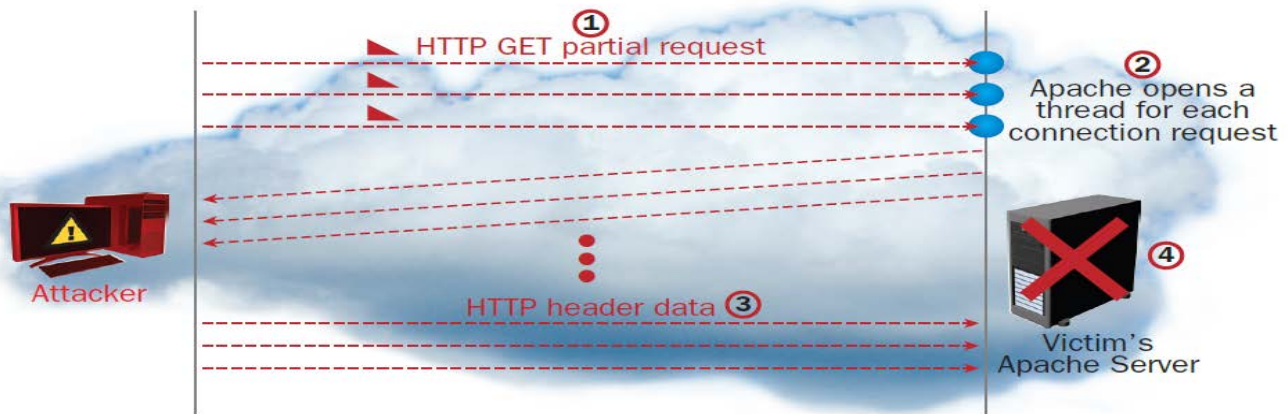 1
HTTP GET partial request
2
Apache opens a
thread for each
connection request
Attacker
4
HTTP header data 3
Victim's
Apache Server